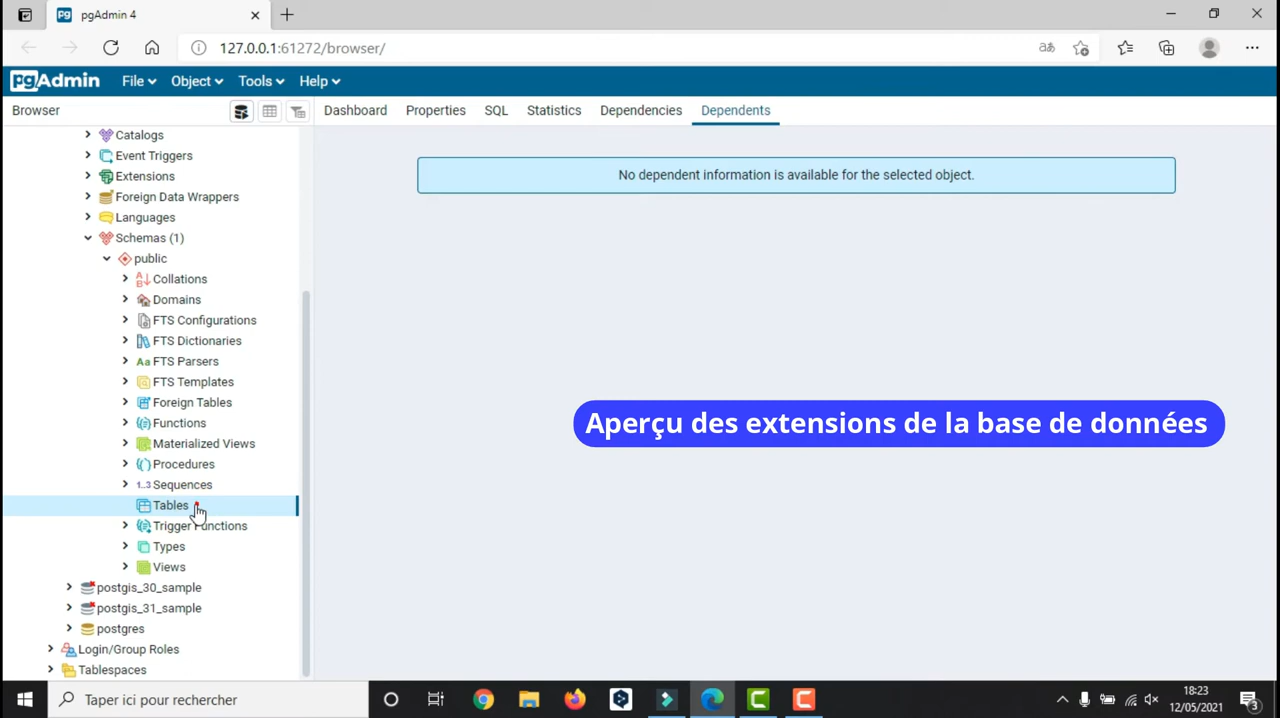 pgAdmin 4
127.0.0.1:61272/browser/
pgAdmin File Object Tools Help
Browser
Dashboard Properties SQL Statistics Dependencies Dependents
Catalogs
Event Triggers
Extensions
Foreign Data Wrappers
Languages
Schemas (1)
public
Collations
Domains
FTS Configurations
FTS Dictionaries
FTS Parsers
FTS Templates
Foreign Tables
Functions
Materialized Views
Procedures
Sequences
Tables
Trigger Functions
Types
Views
postgis_30_sample
postgis_31_sample
postgres
Login/Group Roles
Tablespaces
No dependent information is available for the selected object.
Aperçu des extensions de la base de données
Taper ici pour rechercher
18:23
12/05/2021
3